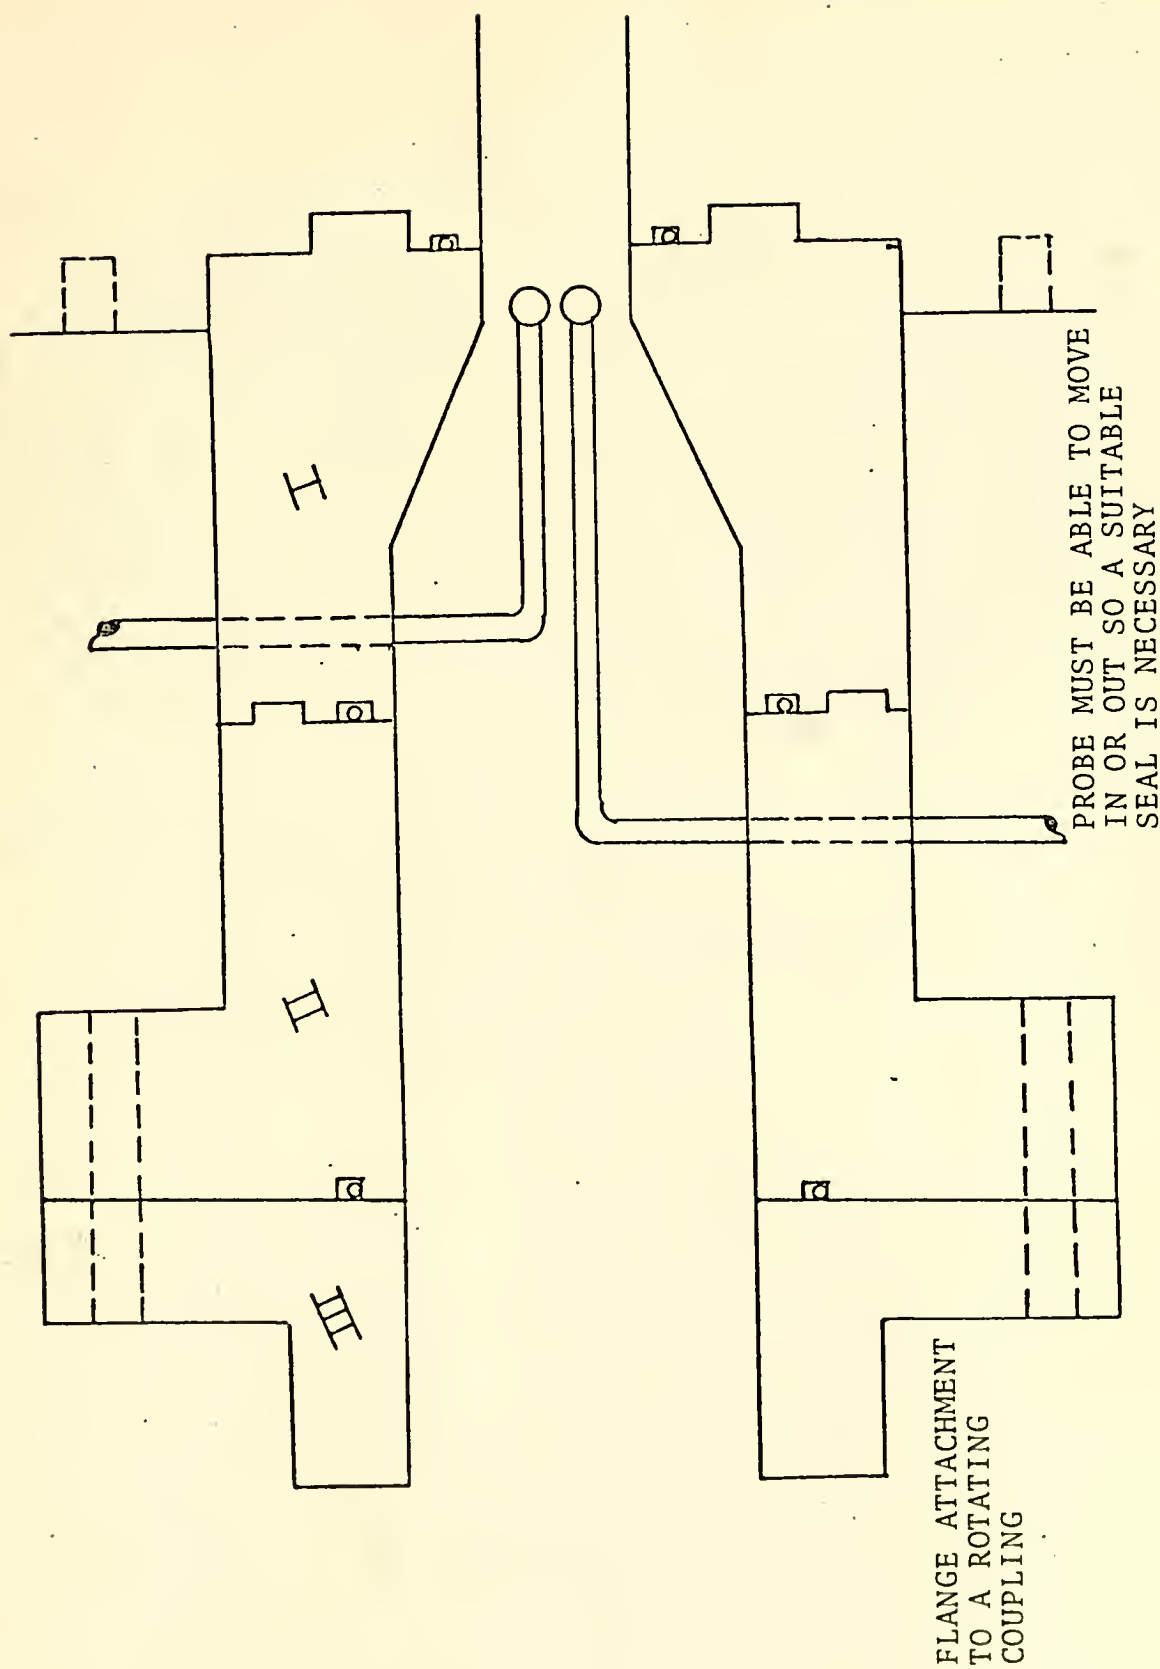 I
II
III
PROBE MUST BE ABLE TO MOVE
IN OR OUT SO A SUITABLE
SEAL IS NECESSARY
FLANGE ATTACHMENT
TO A ROTATING
COUPLING